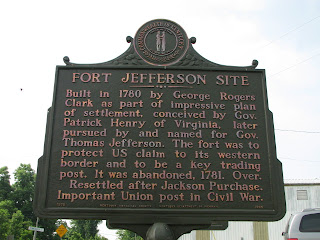 FORT JEFFERSON SITE
Built in 1780 by George Rogers
Clark as part of impressive plan
of settlement, conceived by Gov.
Patrick Henry of Virginia, later
pursued by and named for Gov.
Thomas Jefferson. The fort was to
protect US claim to its western
border and to be a key trading
post. It was abandoned, 1781. Over.
Resettled after Jackson Purchase.
Important Union post in Civil War.